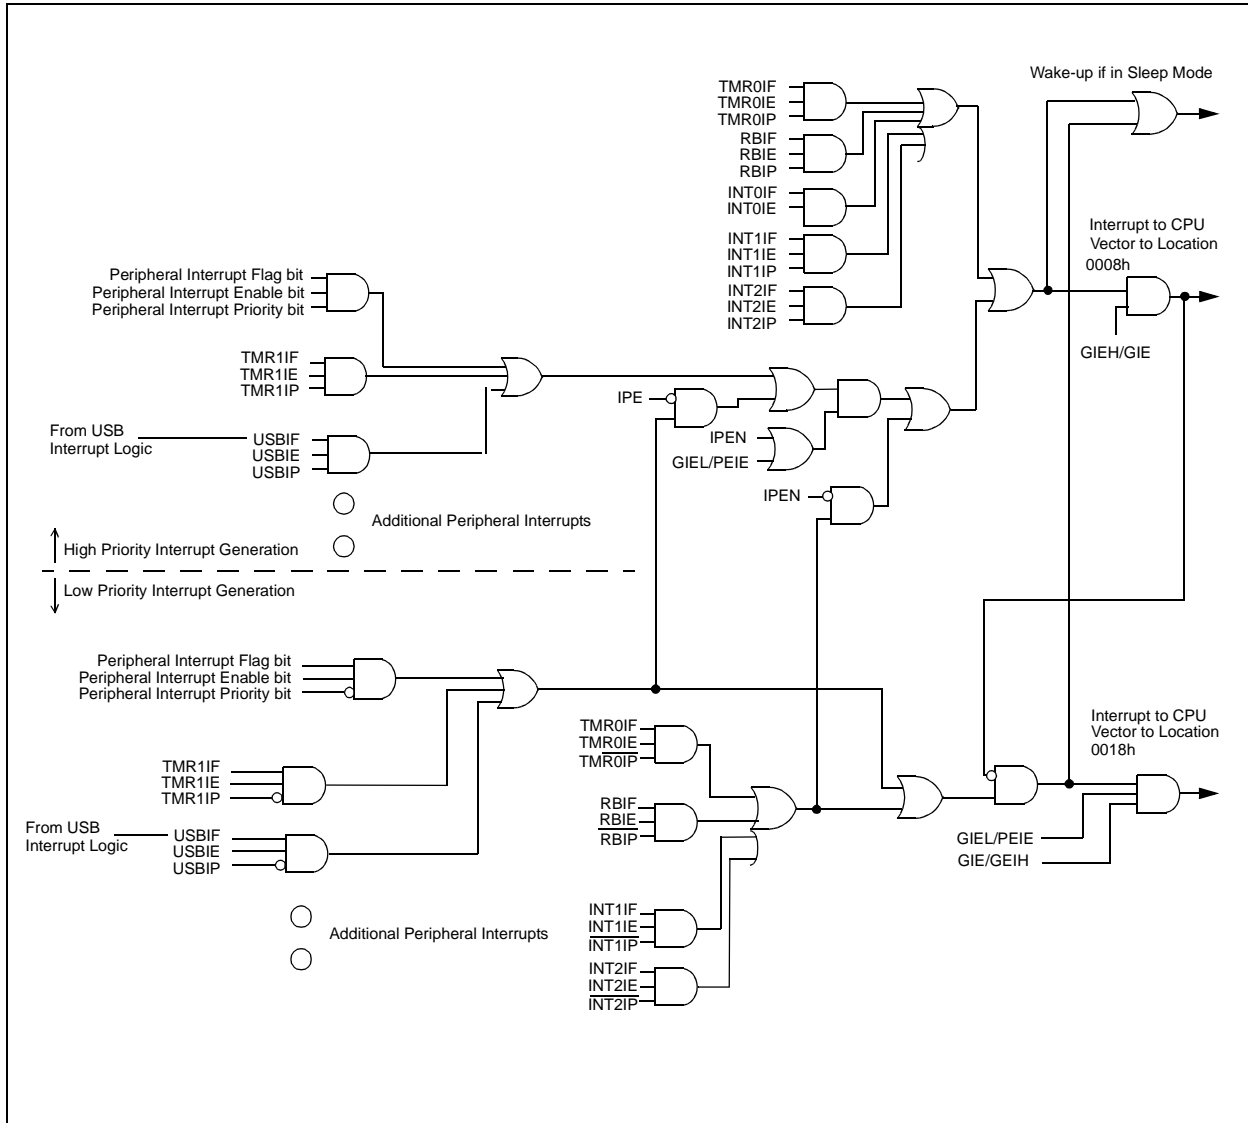 Wake-up if in Sleep Mode
TMR0IF
TMR0IE
TMR0IP
RBIF
RBIE
RBIP
INT0IF
INT0IE
INT1IF
INT1IE
INT1IP
INT2IF
INT2IE
INT2IP
Interrupt to CPU
Vector to Location
0008h
GIEH/GIE
Peripheral Interrupt Flag bit
Peripheral Interrupt Enable bit
Peripheral Interrupt Priority bit
TMR1IF
TMR1IE
TMR1IP
From USB
Interrupt Logic
USBIF
USBIE
USBIP
IPE
IPEN
GIEL/PEIE
IPEN
Additional Peripheral Interrupts
High Priority Interrupt Generation
Low Priority Interrupt Generation
Peripheral Interrupt Flag bit
Peripheral Interrupt Enable bit
Peripheral Interrupt Priority bit
TMR1IF
TMR1IE
TMR1IP
From USB
Interrupt Logic
USBIF
USBIE
USBIP
Additional Peripheral Interrupts
TMR0IF
TMR0IE
TMR0IP
RBIF
RBIE
RBIP
INT1IF
INT1IE
INT1IP
INT2IF
INT2IE
INT2IP
Interrupt to CPU
Vector to Location
0018h
GIEL/PEIE
GIE/GEIH